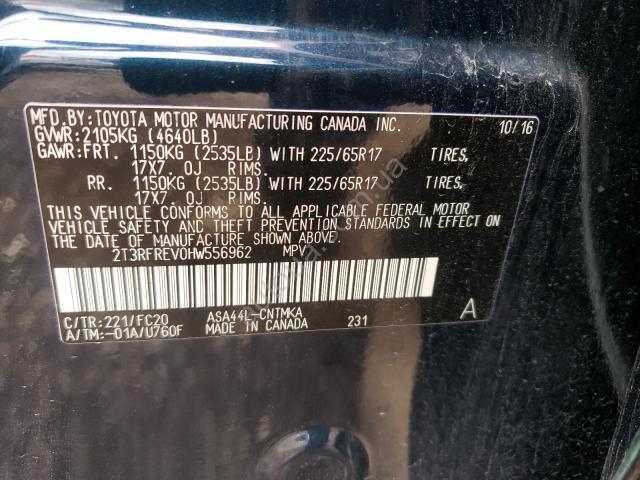 MFD.BY:TOYOTA MOTOR MANUFACTURING CANADA INC. 10/16
GVWR:2105KG (4640LB)
GAWR:FRT. 1150KG (2535LB) WITH 225/65R17 TIRES,
17X7.0J RIMS.
RR. 1150KG (2535LB) WITH 225/65R17 TIRES,
17X7.0J RIMS.
THIS VEHICLE CONFORMS TO ALL APPLICABLE FEDERAL MOTOR
VEHICLE SAFETY AND THEFT PREVENTION STANDARDS IN EFFECT ON
THE DATE OF MANUFACTURE SHOWN ABOVE.
2T3RFREV0HW556962 MPV
C/TR:221/FC20 ASA44L-CNTMKA A
A/TM:-01A/U760F MADE IN CANADA 231